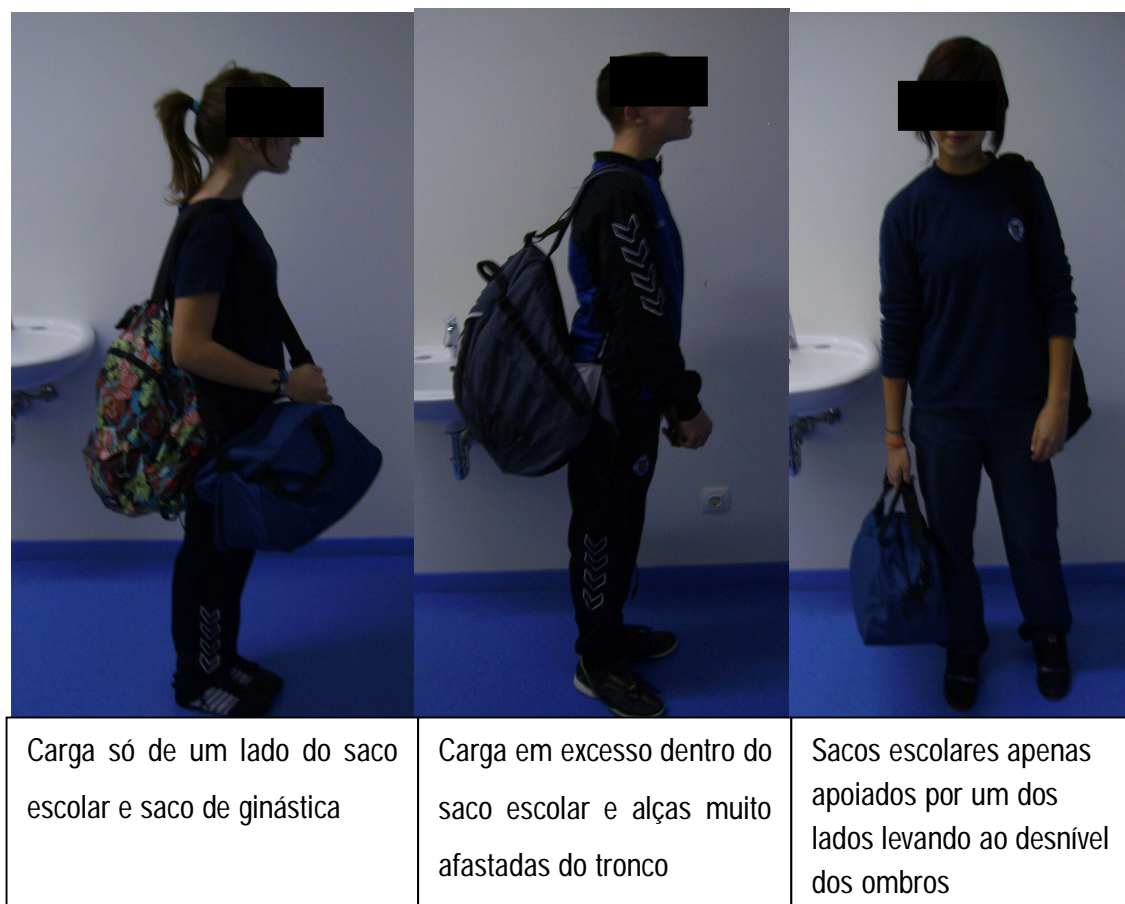 Carga só de um lado do saco
escolar e saco de ginástica
Carga em excesso dentro do
saco escolar e alças muito
afastadas do tronco
Sacos escolares apenas
apoiados por um dos
lados levando ao desnível
dos ombros